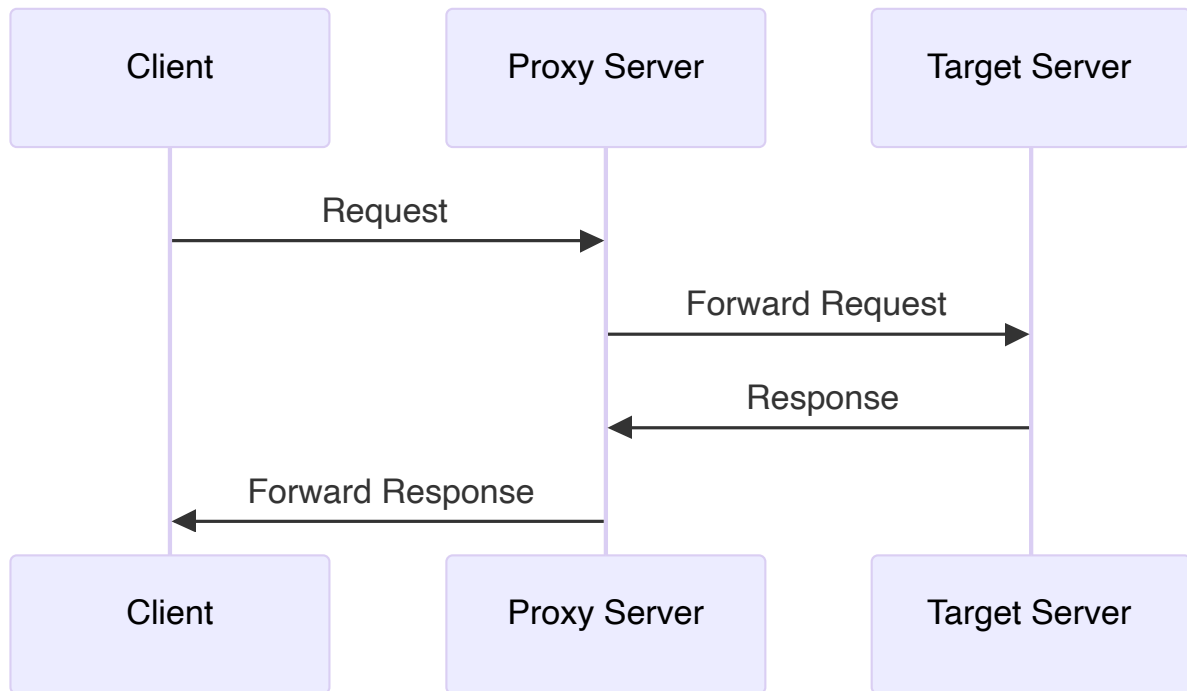 Client
Proxy Server
Target Server
Request
Forward Request
Response
Forward Response
Client
Proxy Server
Target Server